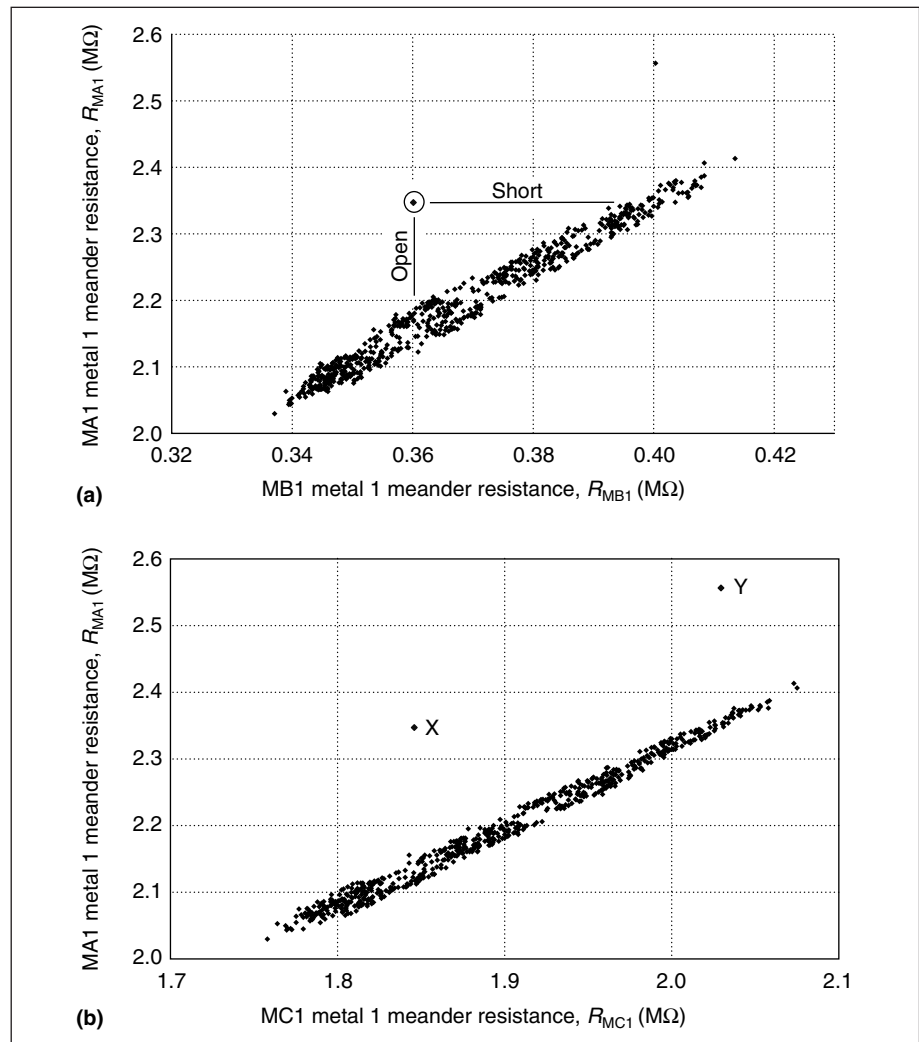 2.6
2.5
2.4
2.3
2.2
2.1
2.0
MA1 metal 1 meander resistance, R_MA1 (MΩ)
Short
Open
0.32 0.34 0.36 0.38 0.40 0.42
(a) MB1 metal 1 meander resistance, R_MB1 (MΩ)
2.6
2.5
2.4
2.3
2.2
2.1
2.0
MA1 metal 1 meander resistance, R_MA1 (MΩ)
Y
X
1.7 1.8 1.9 2.0 2.1
(b) MC1 metal 1 meander resistance, R_MC1 (MΩ)